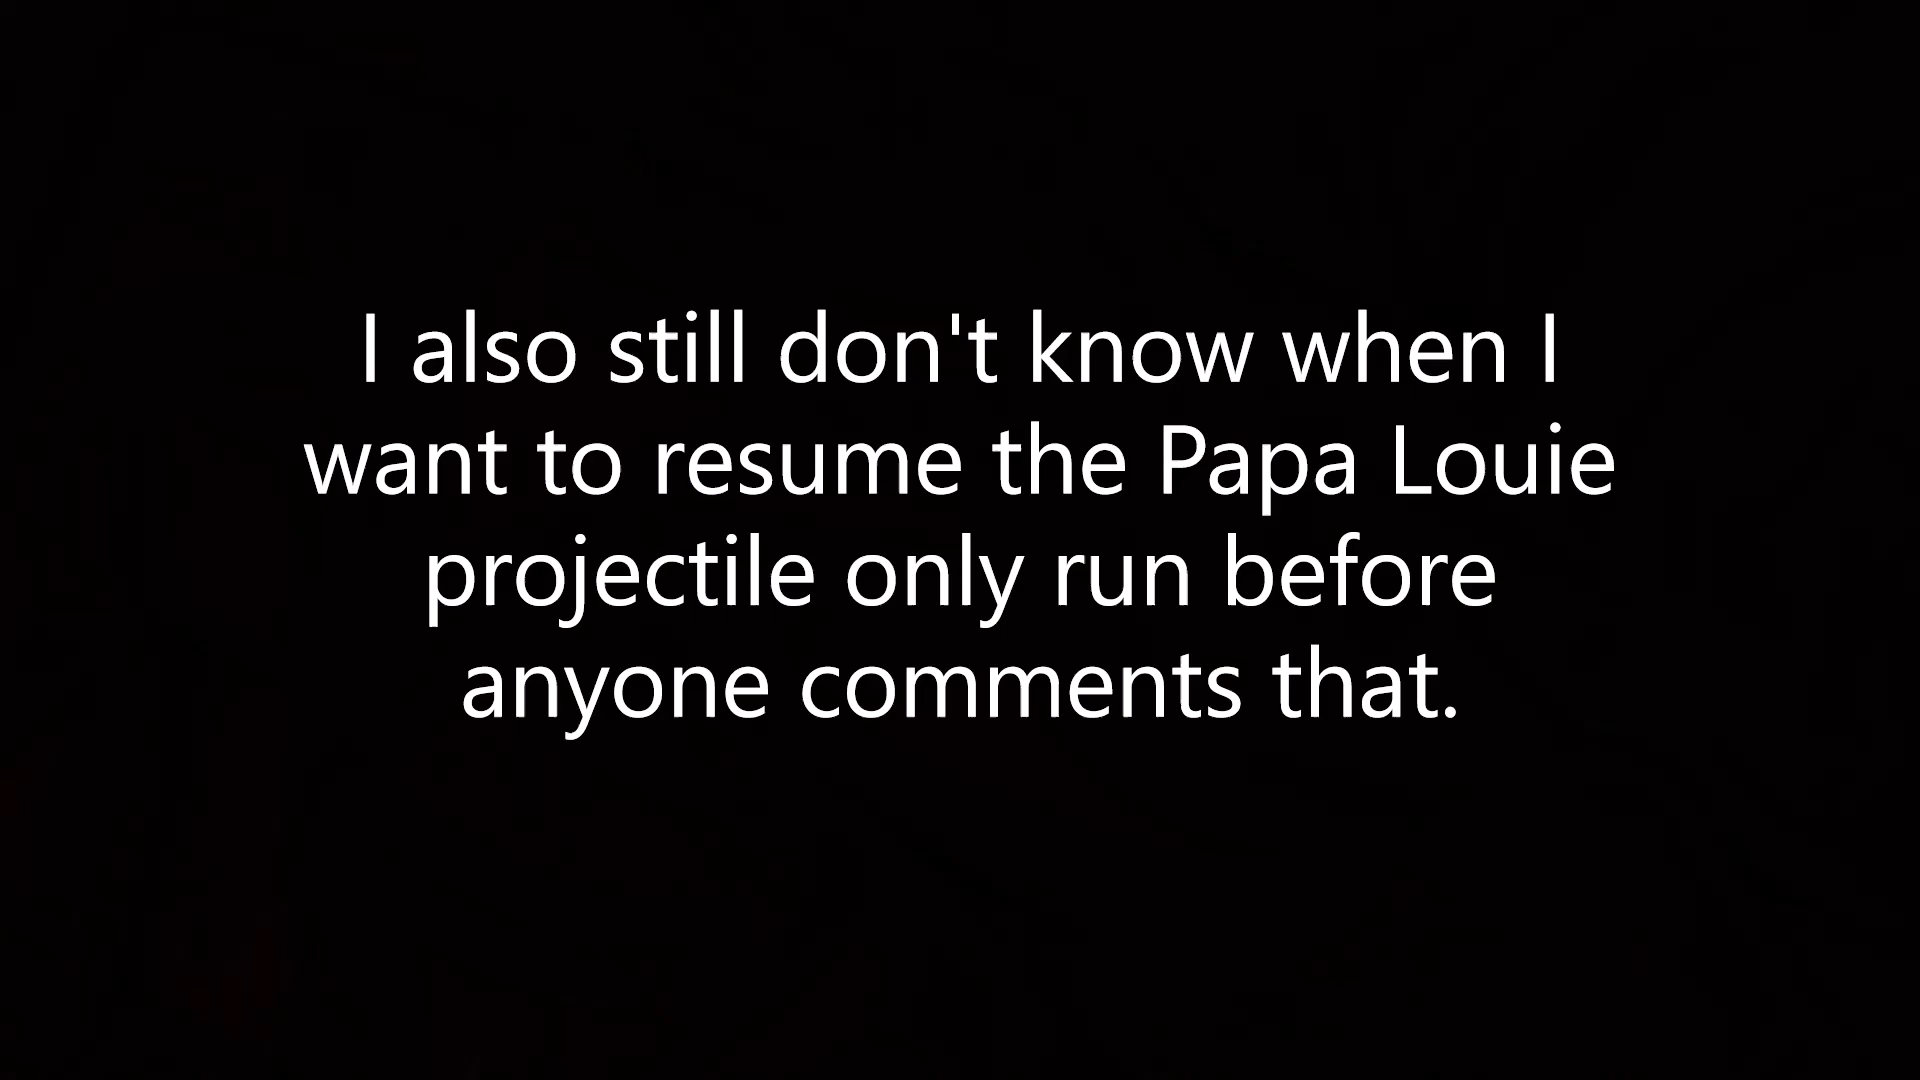 I also still don't know when I
want to resume the Papa Louie
projectile only run before
anyone comments that.